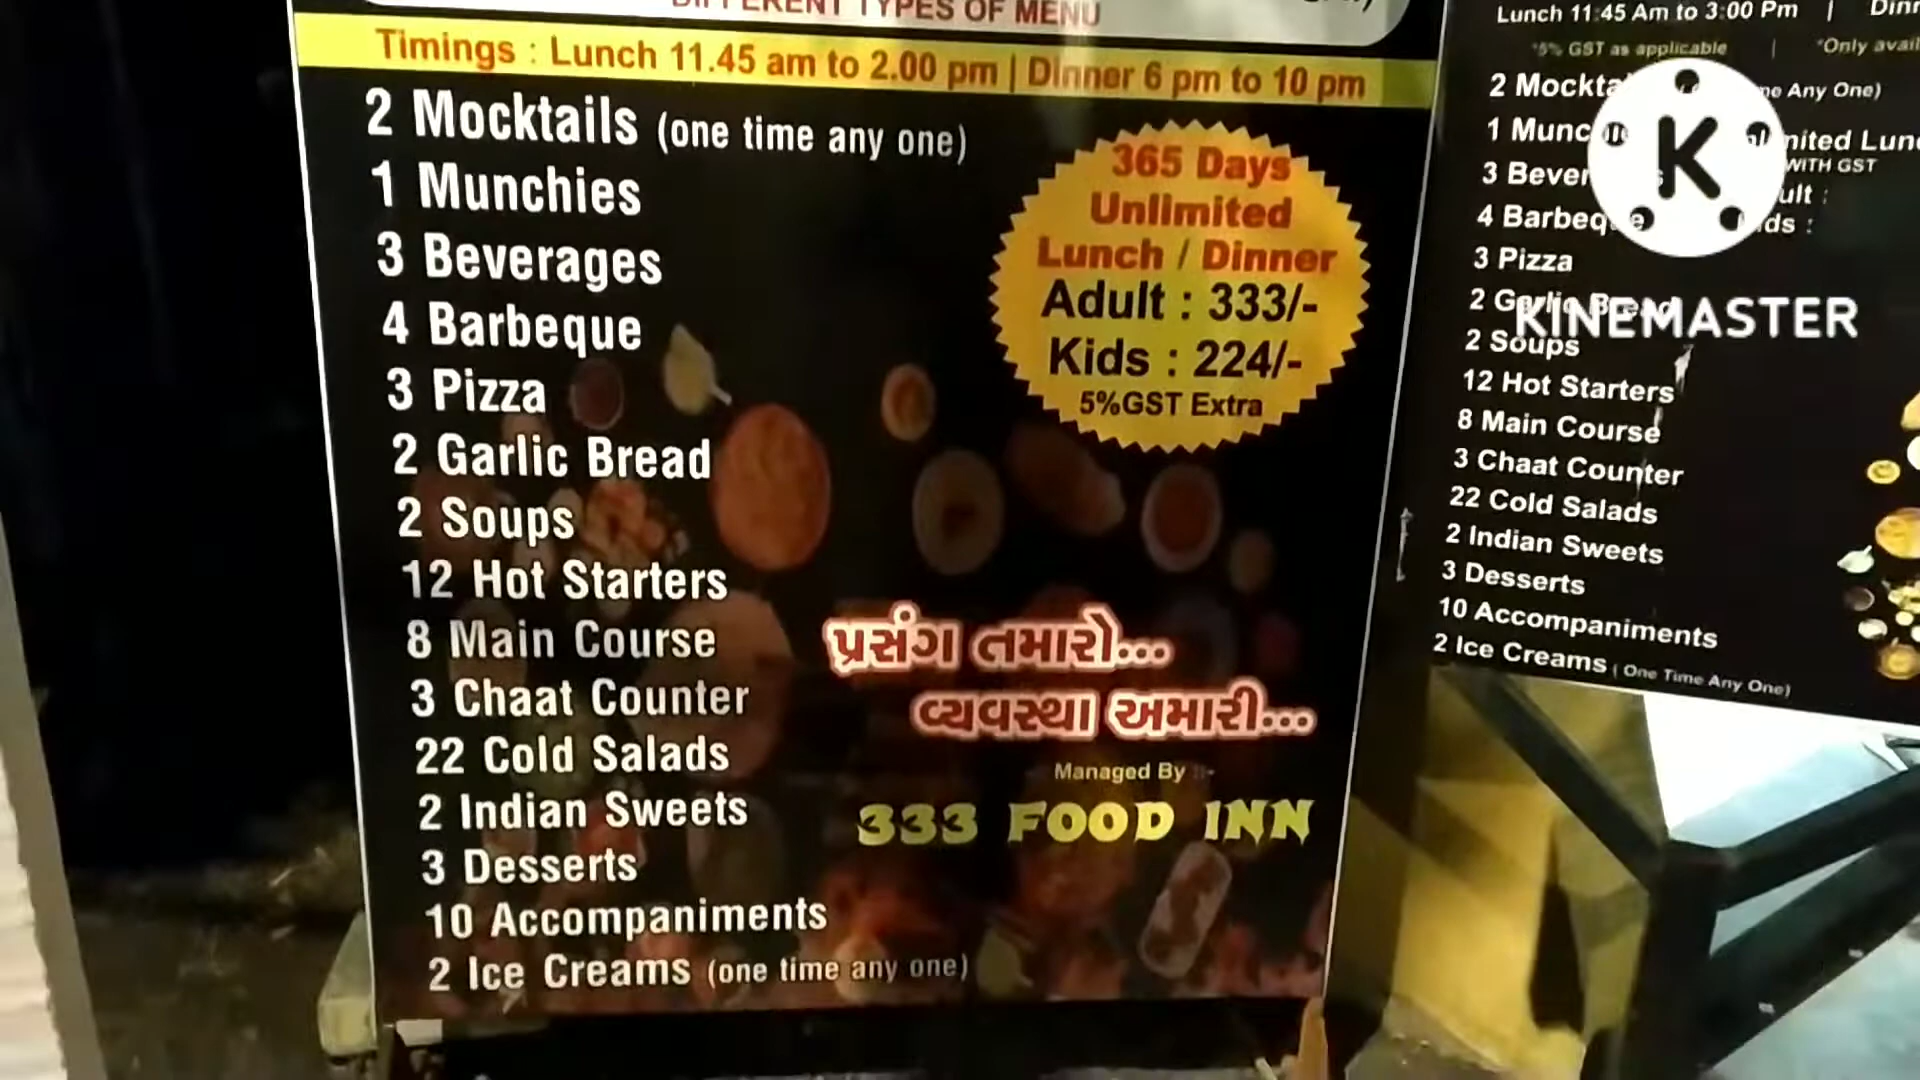 DIFFERENT TYPES OF MENU
Timings : Lunch 11.45 am to 2.00 pm | Dinner 6 pm to 10 pm
2 Mocktails (one time any one)
1 Munchies
3 Beverages
4 Barbeque
3 Pizza
2 Garlic Bread
2 Soups
12 Hot Starters
8 Main Course
3 Chaat Counter
22 Cold Salads
2 Indian Sweets
3 Desserts
10 Accompaniments
2 Ice Creams (one time any one)
365 Days
Unlimited
Lunch / Dinner
Adult : 333/-
Kids : 224/-
5%GST Extra
પ્રસંગ તમારો...
વ્યવસ્થા અમારી...
Managed By :-
333 FOOD INN
Lunch 11:45 Am to 3:00 Pm |
*5% GST as applicable | *Only
2 Any One)
1
3
4 Barbeque
3 Pizza
2 Garlic Bread
2 Soups
12 Hot Starters
8 Main Course
3 Chaat Counter
22 Cold Salads
2 Indian Sweets
3 Desserts
10 Accompaniments
2 Ice Creams ( One Time Any One)
WITH GST
K
KINEMASTER